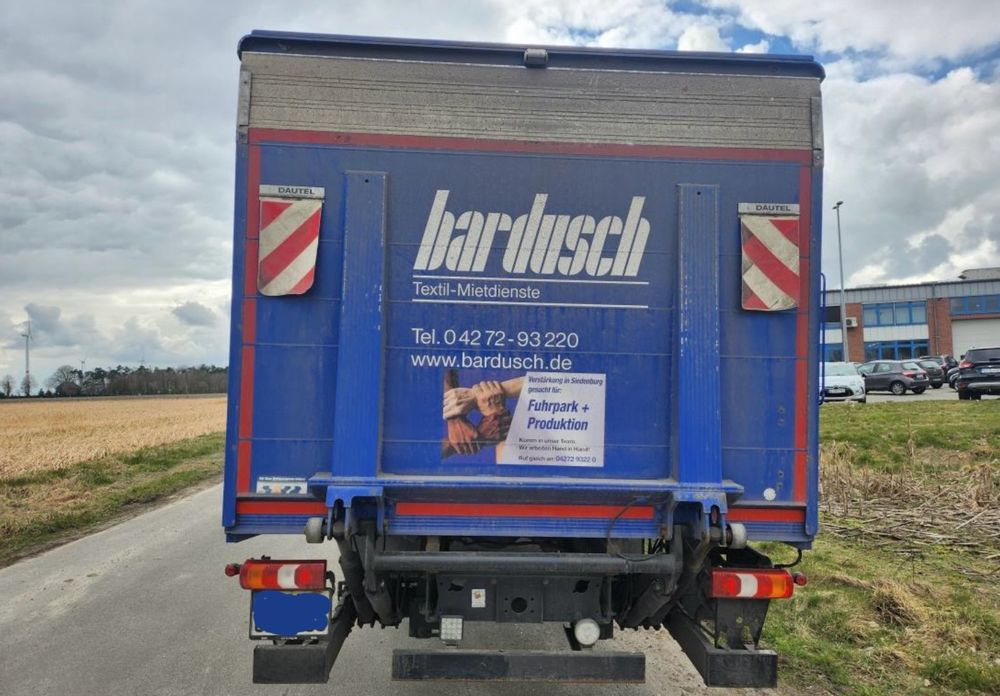 DAUTEL
DAUTEL
bardusch
Textil-Mietdienste
Tel. 0 42 72 - 93 220
www.bardusch.de
Verstärkung in Siedenburg
gesucht für:
Fuhrpark +
Produktion
Komm in unser Team.
Wir arbeiten Hand in Hand!
Ruf gleich an: 04272 9322 0